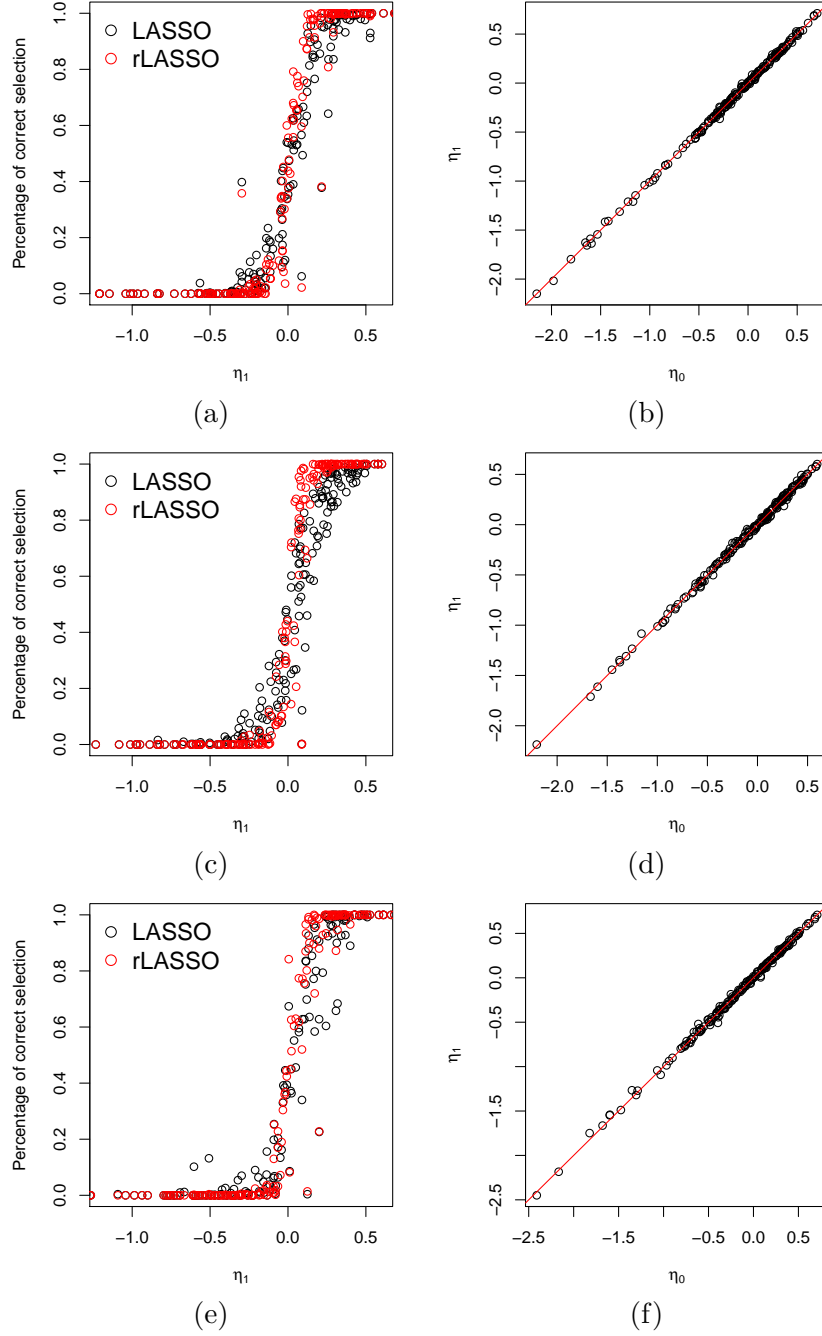 LASSO
rLASSO
Percentage of correct selection
1.0
0.8
0.6
0.4
0.2
0.0
−1.0 −0.5 0.0 0.5
η1
(a)
η1
0.5
0.0
−0.5
−1.0
−1.5
−2.0
−2.0 −1.5 −1.0 −0.5 0.0 0.5
η0
(b)
LASSO
rLASSO
Percentage of correct selection
1.0
0.8
0.6
0.4
0.2
0.0
−1.0 −0.5 0.0 0.5
η1
(c)
η1
0.5
0.0
−0.5
−1.0
−1.5
−2.0
−2.0 −1.5 −1.0 −0.5 0.0 0.5
η0
(d)
LASSO
rLASSO
Percentage of correct selection
1.0
0.8
0.6
0.4
0.2
0.0
−1.0 −0.5 0.0 0.5
η1
(e)
η1
0.5
−0.5
−1.5
−2.5
−2.5 −1.5 −0.5 0.0 0.5
η0
(f)